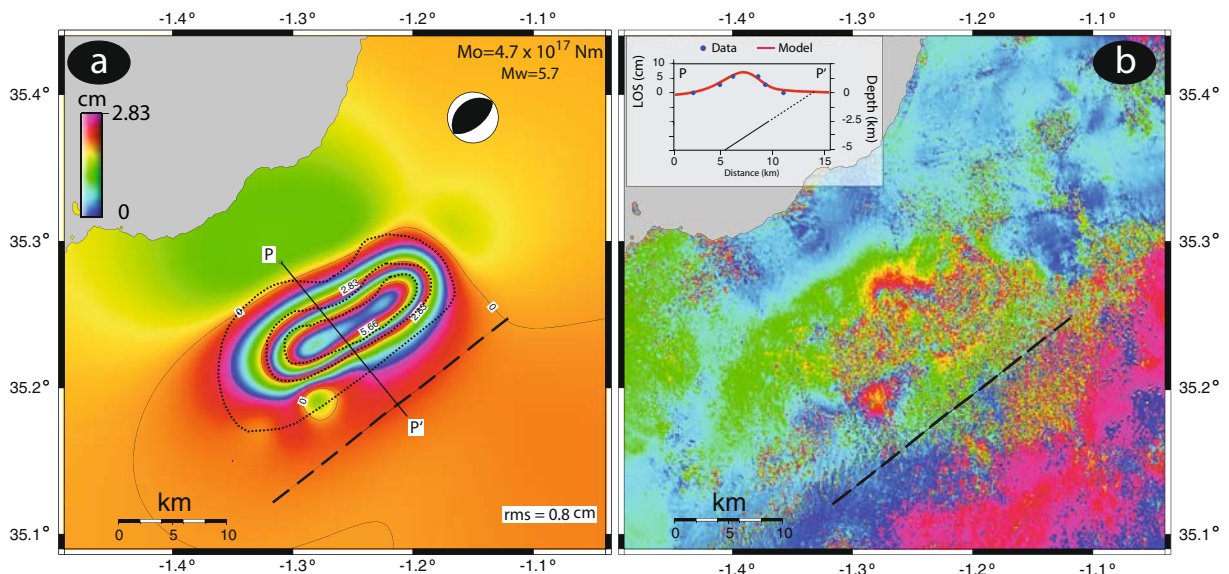 -1.4° -1.3° -1.2° -1.1° -1.4° -1.3° -1.2° -1.1°
a
Mo=4.7 x 10¹⁷ Nm
Mw=5.7
cm
2.83
0
35.4°
35.3°
35.2°
35.1°
P
P'
0
2.83
5.66
2.83
0
0
km
0 5 10
rms = 0.8 cm
-1.4° -1.3° -1.2° -1.1°
b
Data Model
LOS (cm)
10
5
0
P
P'
Depth (km)
0
-2.5
-5
0 5 10 15
Distance (km)
km
0 5 10
35.4°
35.3°
35.2°
35.1°
-1.4° -1.3° -1.2° -1.1°